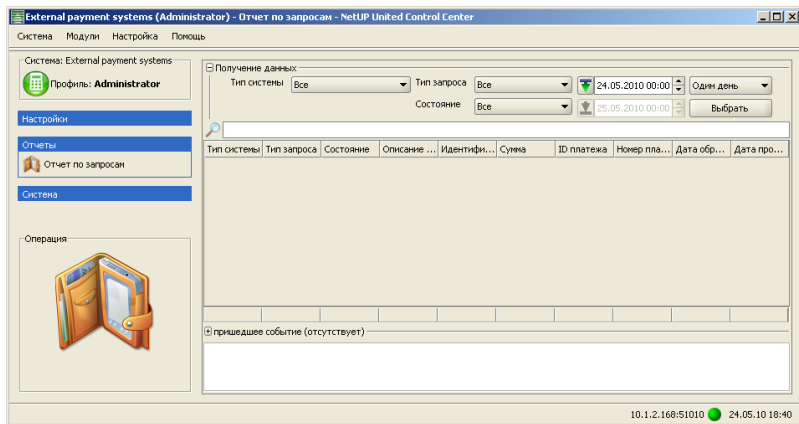 External payment systems (Administrator) - Отчет по запросам - NetUP United Control Center
Система Модули Настройка Помощь
Система: External payment systems
Профиль: Administrator
Настройки
Отчеты
Отчет по запросам
Система
Операция
Получение данных
Тип системы Все Тип запроса Все 24.05.2010 00:00 Один день
Состояние Все 25.05.2010 00:00 Выбрать
Тип системы Тип запроса Состояние Описание ... Идентифи... Сумма ID платежа Номер пла... Дата обр... Дата про...
пришедшее событие (отсутствует)
10.1.2.168:51010 24.05.10 18:40